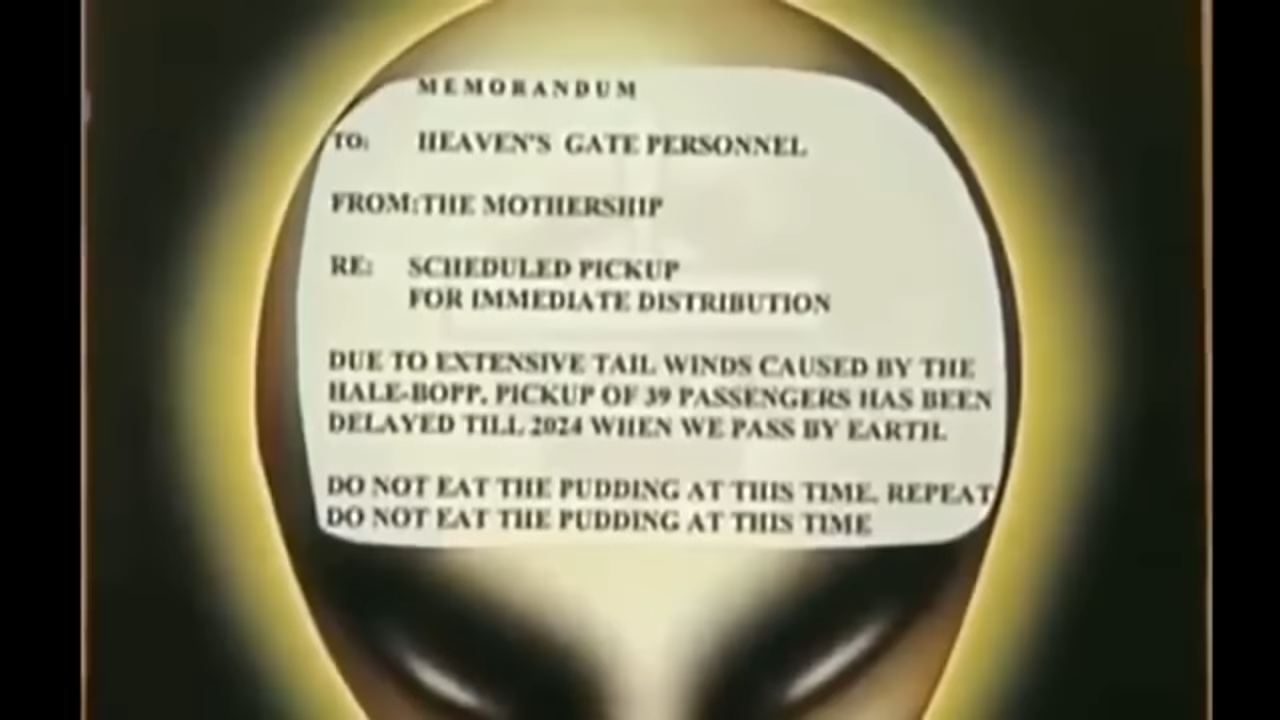 MEMORANDUM
TO: HEAVEN'S GATE PERSONNEL
FROM: THE MOTHERSHIP
RE: SCHEDULED PICKUP
FOR IMMEDIATE DISTRIBUTION
DUE TO EXTENSIVE TAIL WINDS CAUSED BY THE
HALE-BOPP, PICKUP OF 39 PASSENGERS HAS BEEN
DELAYED TILL 2024 WHEN WE PASS BY EARTH.
DO NOT EAT THE PUDDING AT THIS TIME. REPEAT
DO NOT EAT THE PUDDING AT THIS TIME